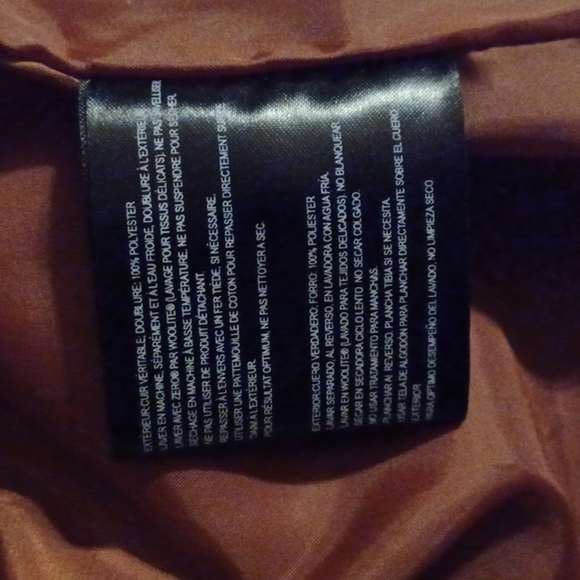 EXTÉRIEUR: CUIR VÉRITABLE, DOUBLURE: 100% POLYESTER
LAVER EN MACHINE, SÉPARÉMENT ET À L'EAU FROIDE, DOUBLURE À L'EXTÉRIEUR.
LAVER AVEC ZERO® PAR WOOLITE® (LAVAGE POUR TISSUS DÉLICATS). NE PAS
SÉCHAGE EN MACHINE À BASSE TEMPÉRATURE. NE PAS SUSPENDRE POUR SÉCHER.
NE PAS UTILISER DE PRODUIT DÉTACHANT.
REPASSER À L'ENVERS AVEC UN FER TIÈDE, SI NÉCESSAIRE.
UTILISER UNE PATTEMOUILLE DE COTON POUR REPASSER DIRECTEMENT SUR LE
DAIM À L'EXTÉRIEUR.
POUR RÉSULTAT OPTIMUM, NE PAS NETTOYER A SEC.
EXTERIOR: CUERO VERDADERO; FORRO: 100% POLIESTER
LAVAR SEPARADO AL REVERSO, EN LAVADORA CON AGUA FRÍA.
LAVAR EN WOOLITE® (LAVADO PARA TEJIDOS DELICADOS). NO BLANQUEAR
SECAR EN SECADORA CICLO LENTO. NO SECAR COLGADO.
NO USAR TRATAMIENTO PARA MANCHAS.
PLANCHAR AL REVERSO. PLANCHA TIBIA SI SE NECESITA.
USAR TELA DE ALGODÓN PARA PLANCHAR DIRECTAMENTE SOBRE EL CUERO
EXTERIOR.
PARA OPTIMO DESEMPEÑO DEL LAVADO, NO LIMPIEZA SECO